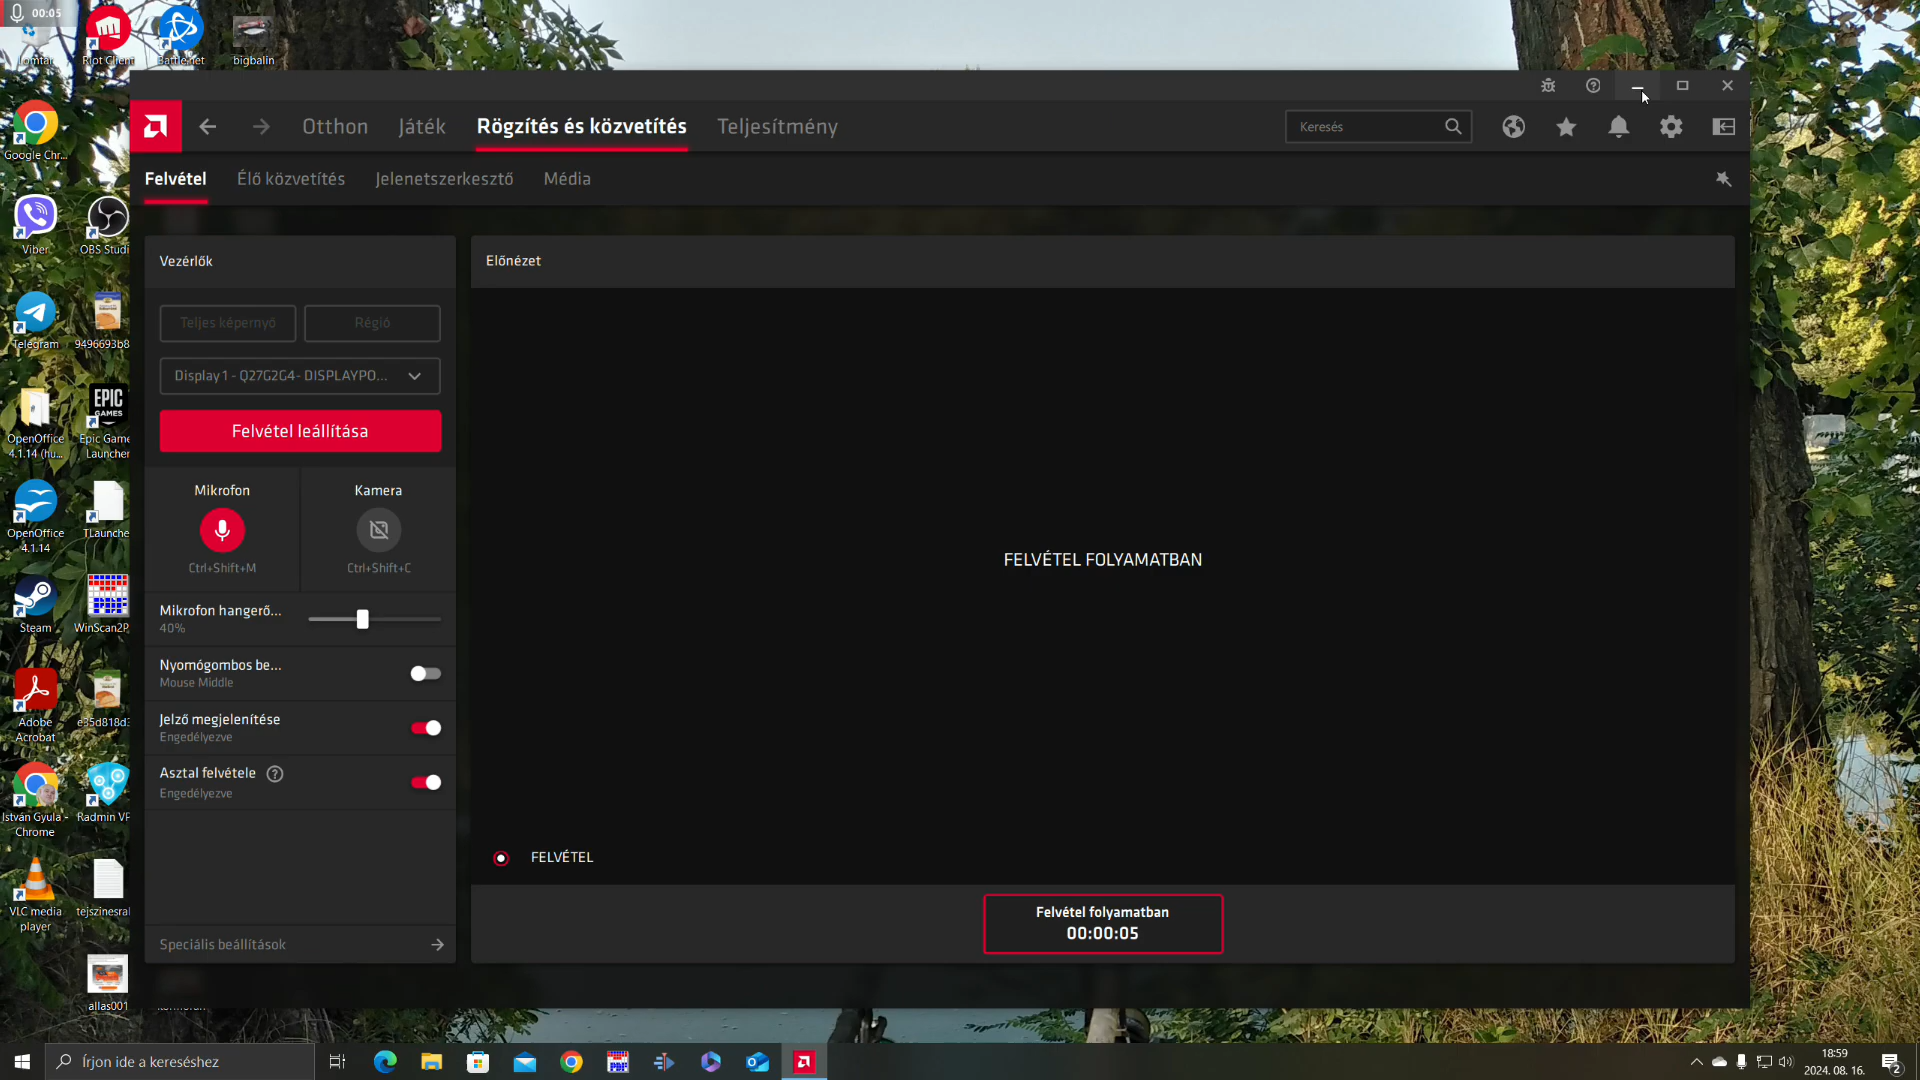 00:05
Lomtár
Riot Client
Battle.net
bigbalin
Google Chr...
Viber
OBS Studi
Telegram
9496693b8
OpenOffice
4.1.14 (hu...
EPIC
GAMES
Epic Game
Launcher
OpenOffice
4.1.14
TLaunche
Steam
WinScan2P
Adobe
Acrobat
e35d818d3
István Gyula -
Chrome
Radmin VP
VLC media
player
tejszinesral
allas001
Otthon
Játék
Rögzítés és közvetítés
Teljesítmény
Keresés
Felvétel
Élő közvetítés
Jelenetszerkesztő
Média
Vezérlők
Teljes képernyő
Régió
Display 1 - Q27G2G4- DISPLAYPO...
Felvétel leállítása
Mikrofon
Kamera
Ctrl+Shift+M
Ctrl+Shift+C
Mikrofon hangerő...
40%
Nyomógombos be...
Mouse Middle
Jelző megjelenítése
Engedélyezve
Asztal felvétele
Engedélyezve
Speciális beállítások
Előnézet
FELVÉTEL FOLYAMATBAN
FELVÉTEL
Felvétel folyamatban
00:00:05
Írjon ide a kereséshez
18:59
2024. 08. 16.
2